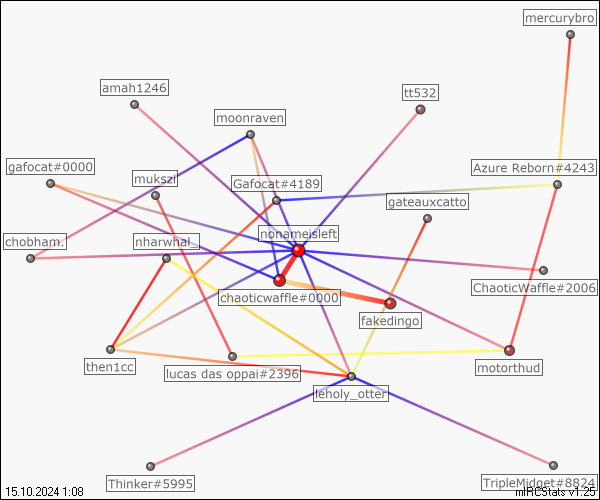 mercurybro
amah1246
tt532
moonraven
gafocat#0000
mukszi
Gafocat#4189
Azure Reborn#4243
gateauxcatto
chobham.
nharwhal_
nonameisleft
ChaoticWaffle#2006
chaoticwaffle#0000
fakedingo
then1cc
lucas das oppai#2396
motorthud
leholy_otter
Thinker#5995
TripleMidget#8824
15.10.2024 1:08
mIRCStats v1.25